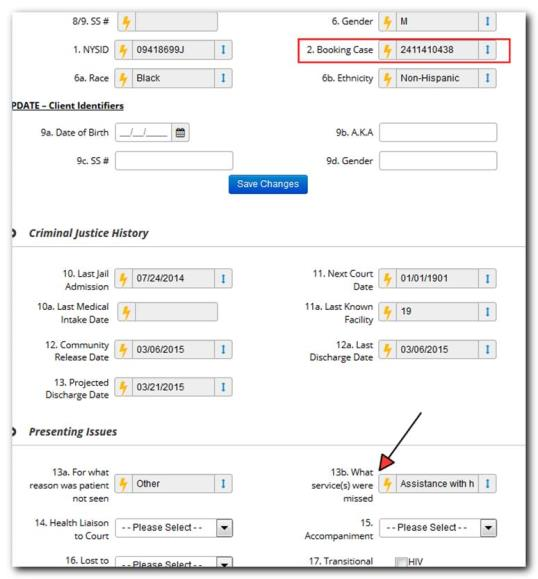 8/9. SS # 6. Gender M
1. NYSID 09418699J 2. Booking Case 2411410438
6a. Race Black 6b. Ethnicity Non-Hispanic
PDATE – Client Identifiers
9a. Date of Birth __/__/____ 9b. A.K.A
9c. SS # 9d. Gender
Save Changes
Criminal Justice History
10. Last Jail
Admission
07/24/2014
11. Next Court
Date
01/01/1901
10a. Last Medical
Intake Date
11a. Last Known
Facility
19
12. Community
Release Date
03/06/2015
12a. Last
Discharge Date
03/06/2015
13. Projected
Discharge Date
03/21/2015
Presenting Issues
13a. For what
reason was patient
not seen
Other
13b. What
service(s) were
missed
Assistance with h
14. Health Liaison
to Court
-- Please Select --
15.
Accompaniment
-- Please Select --
16. Lost to
-- Please Select --
17. Transitional
HIV